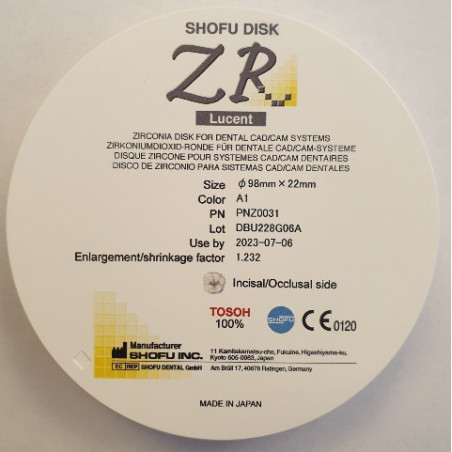 SHOFU DISK
ZR
Lucent
ZIRCONIA DISK FOR DENTAL CAD/CAM SYSTEMS
ZIRKONIUMDIOXID-RONDE FÜR DENTALE CAD/CAM-SYSTEME
DISQUE ZIRCONE POUR SYSTEMES CAD/CAM DENTAIRES
DISCO DE ZIRCONIO PARA SISTEMAS CAD/CAM DENTALES
Size ϕ98mm×22mm
Color A1
PN PNZ0031
Lot DBU228G06A
Use by 2023-07-06
Enlargement/shrinkage factor 1.232
Incisal/Occlusal side
TOSOH
100%
SHOFU
CE0120
Manufacturer
SHOFU INC.
11 Kamitakamatsu-cho, Fukuine, Higashiyama-ku,
Kyoto 605-0983, Japan
EC REP SHOFU DENTAL GmbH Am Brüll 17, 40878 Ratingen, Germany
MADE IN JAPAN